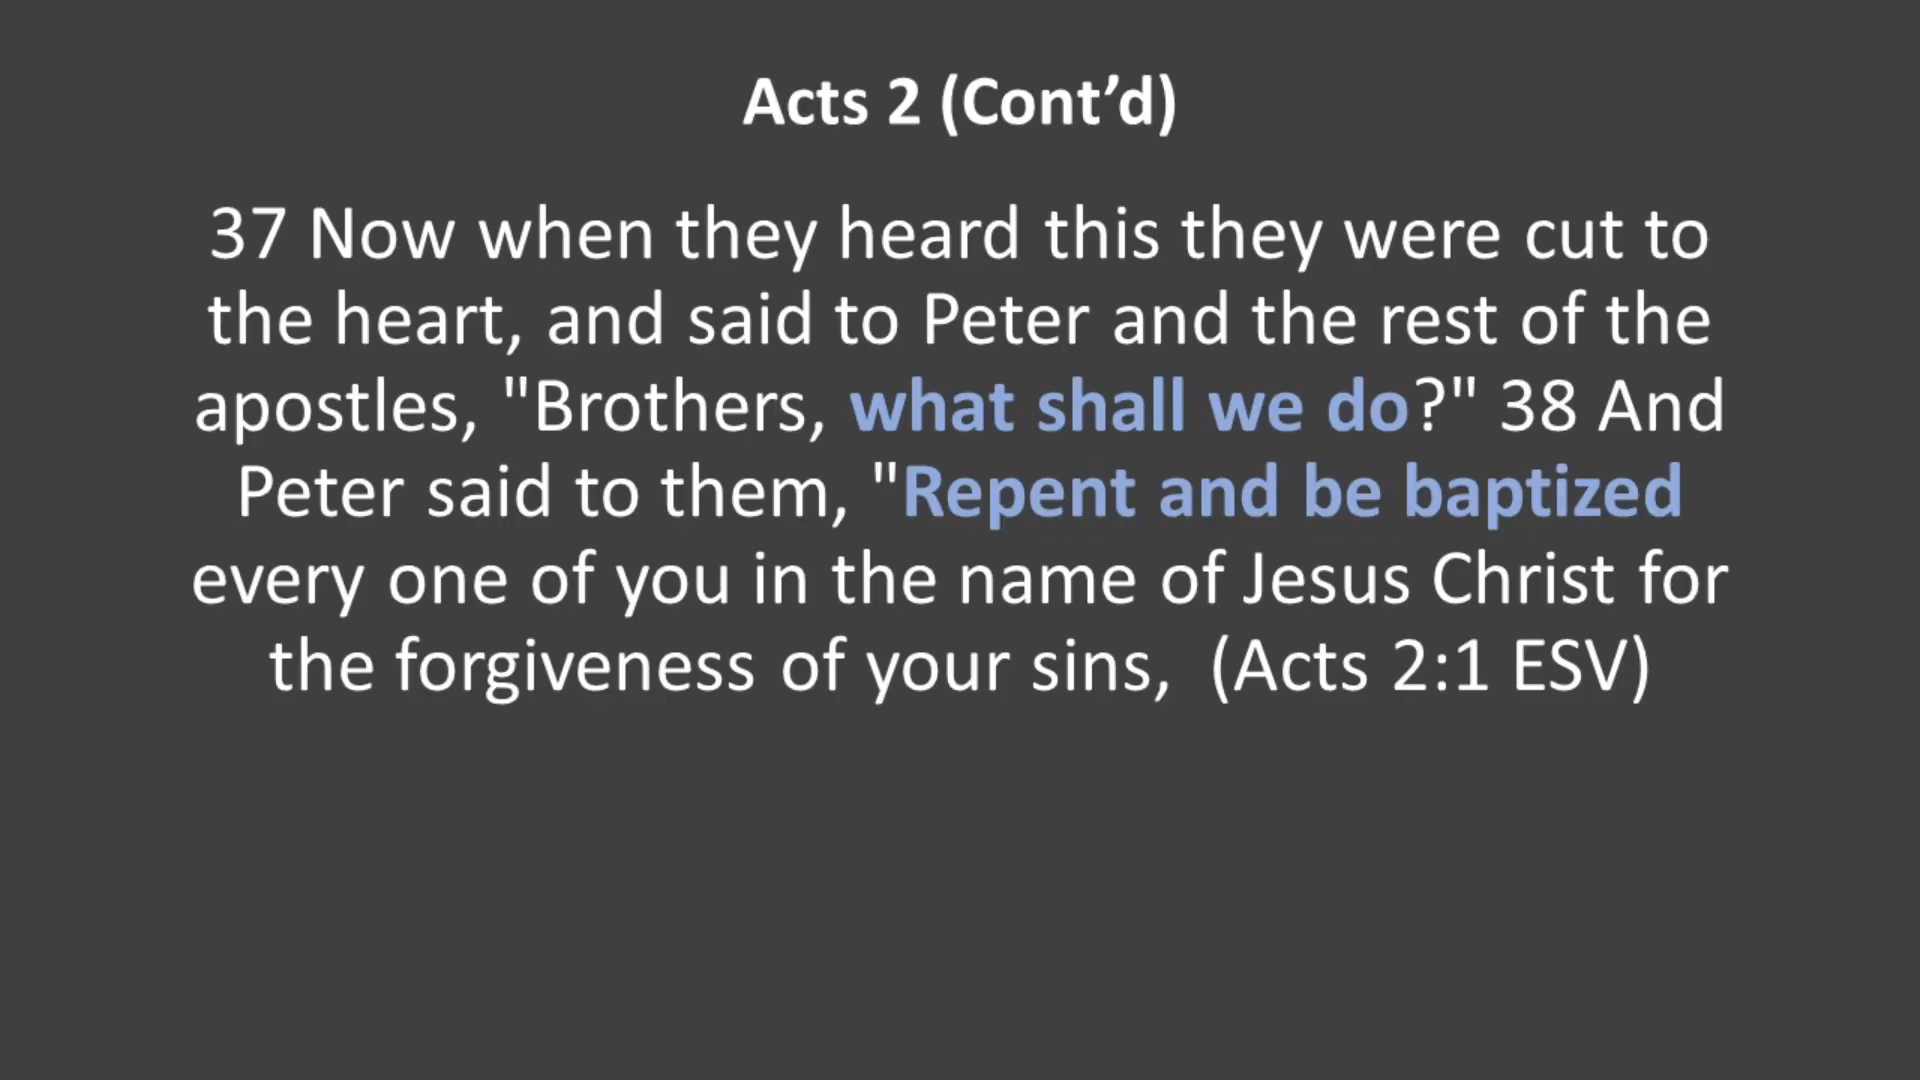 Acts 2 (Cont’d)
37 Now when they heard this they were cut to
the heart, and said to Peter and the rest of the
apostles, "Brothers, what shall we do?" 38 And
Peter said to them, "Repent and be baptized
every one of you in the name of Jesus Christ for
the forgiveness of your sins,  (Acts 2:1 ESV)